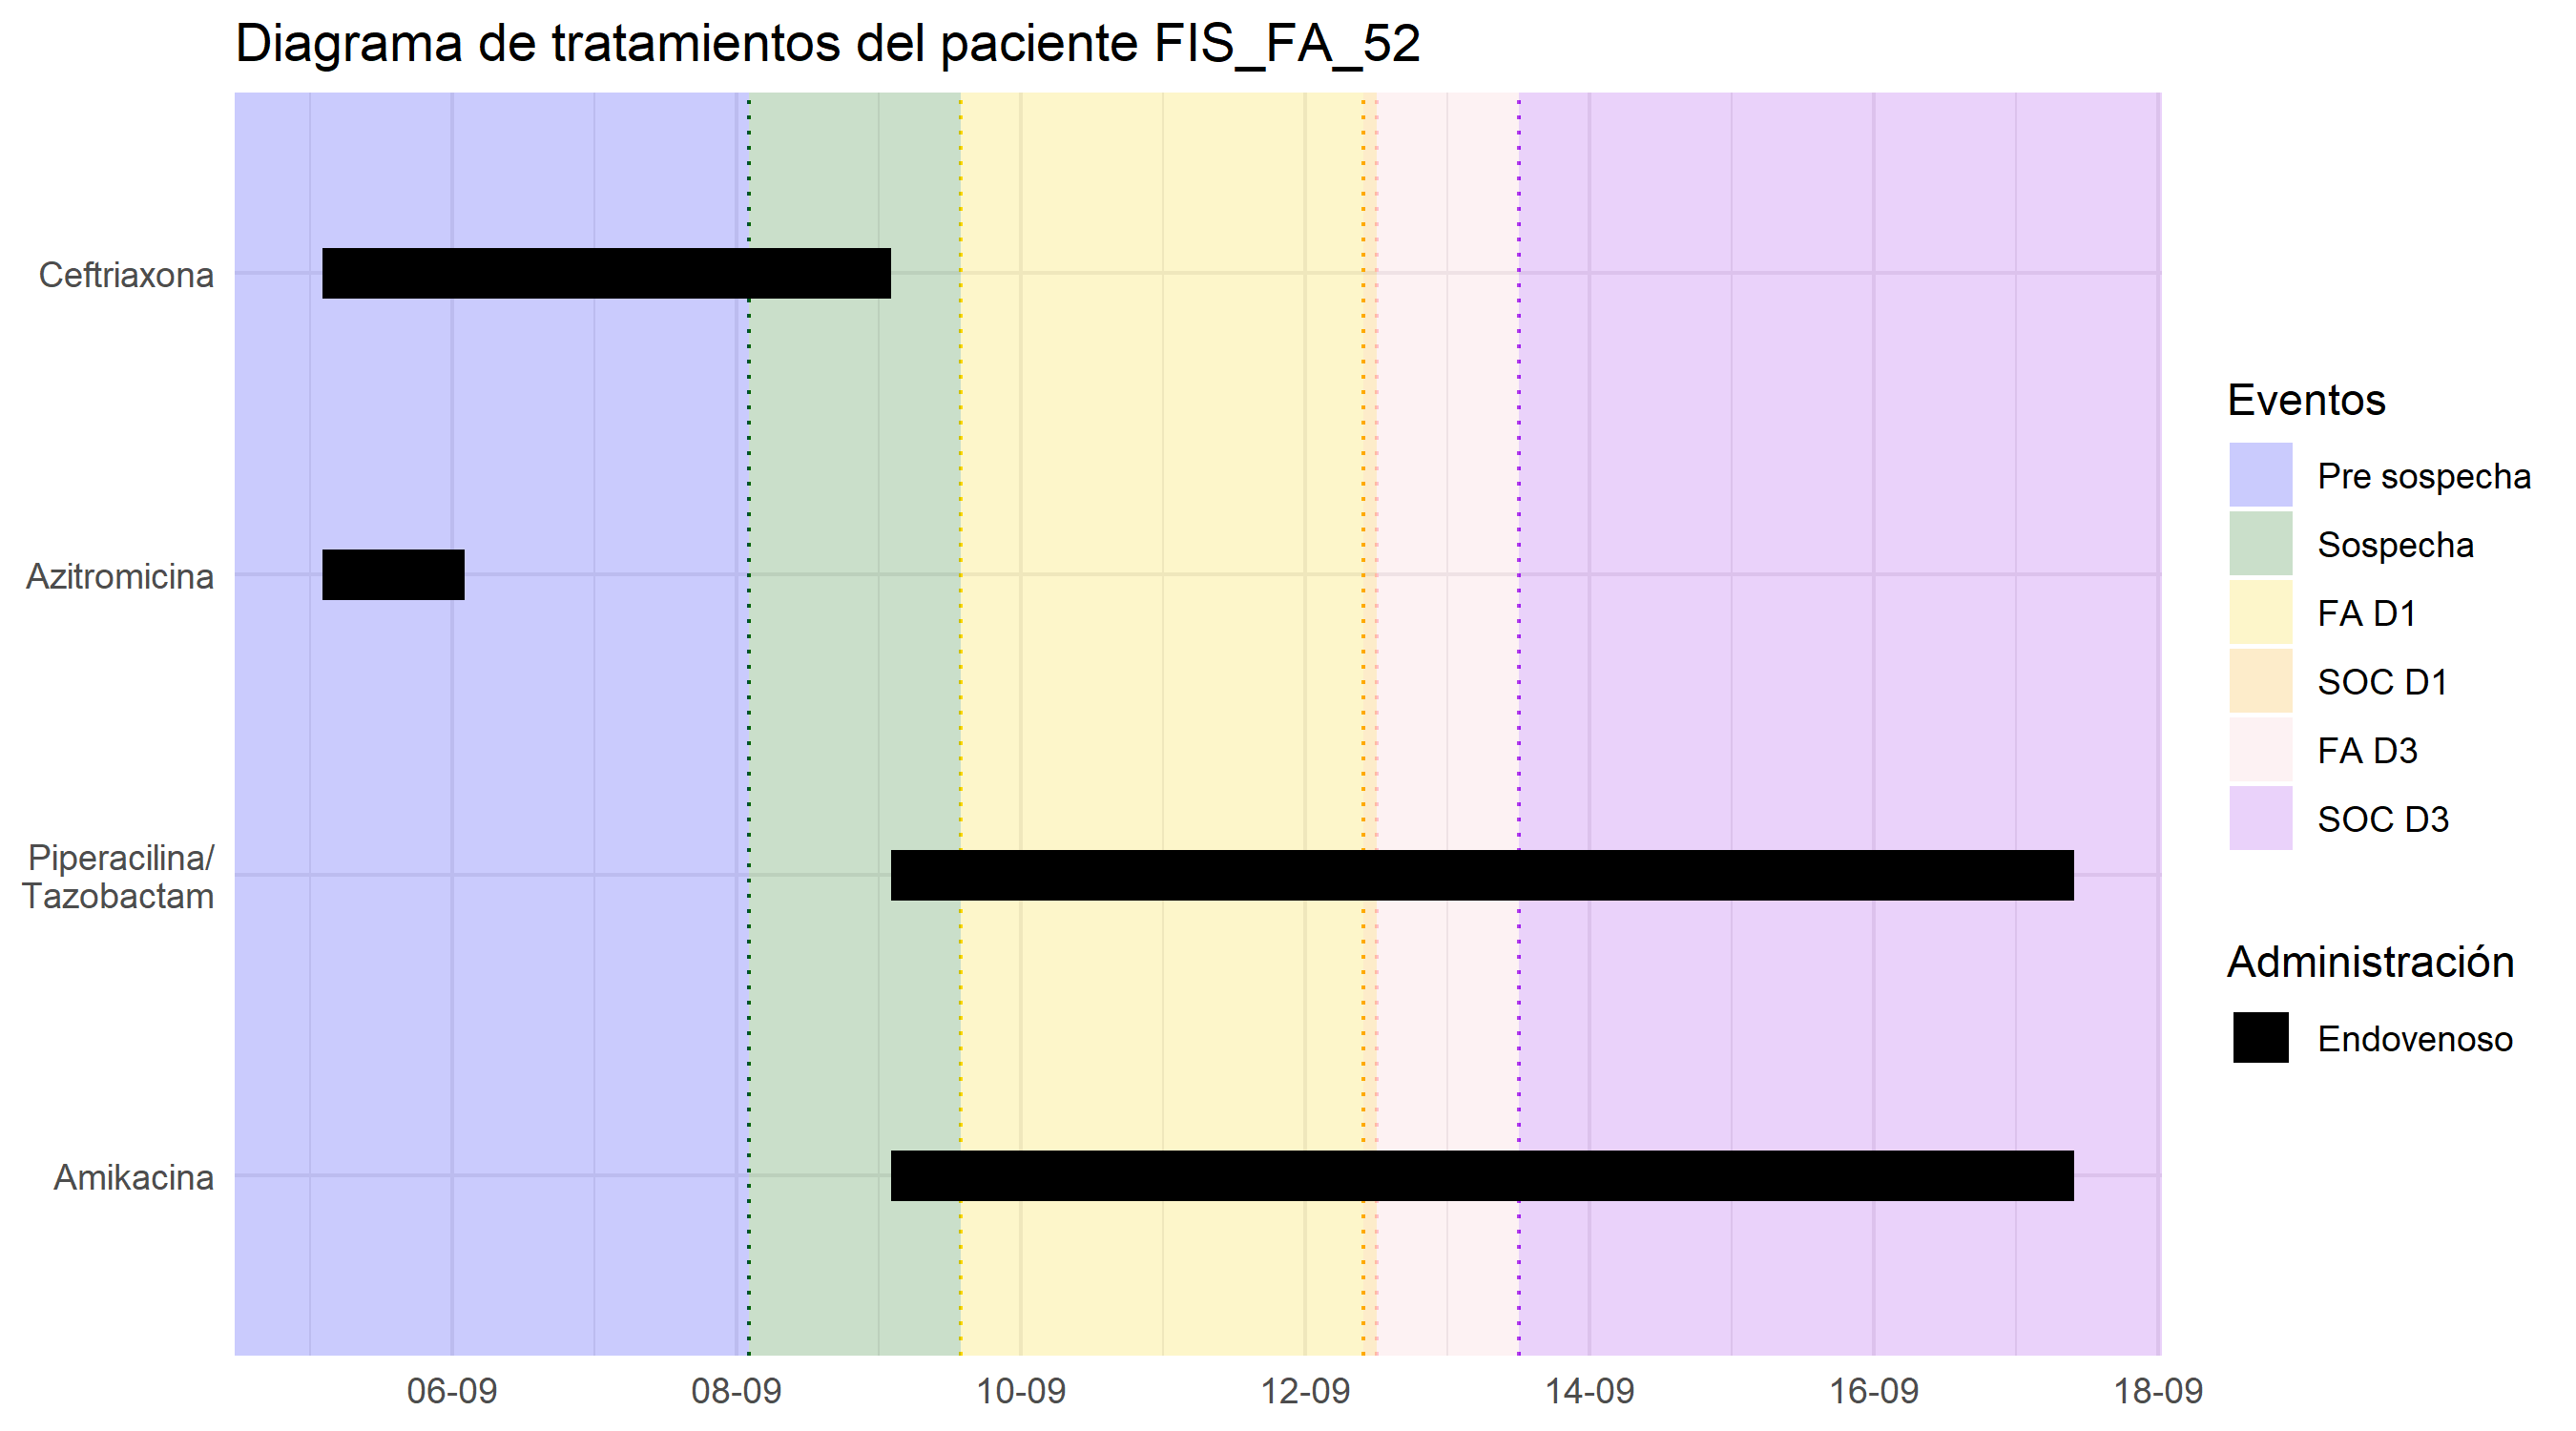 Diagrama de tratamientos del paciente FIS_FA_52
Ceftriaxona
Azitromicina
Piperacilina/
Tazobactam
Amikacina
06-09
08-09
10-09
12-09
14-09
16-09
18-09
Eventos
Pre sospecha
Sospecha
FA D1
SOC D1
FA D3
SOC D3
Administración
Endovenoso